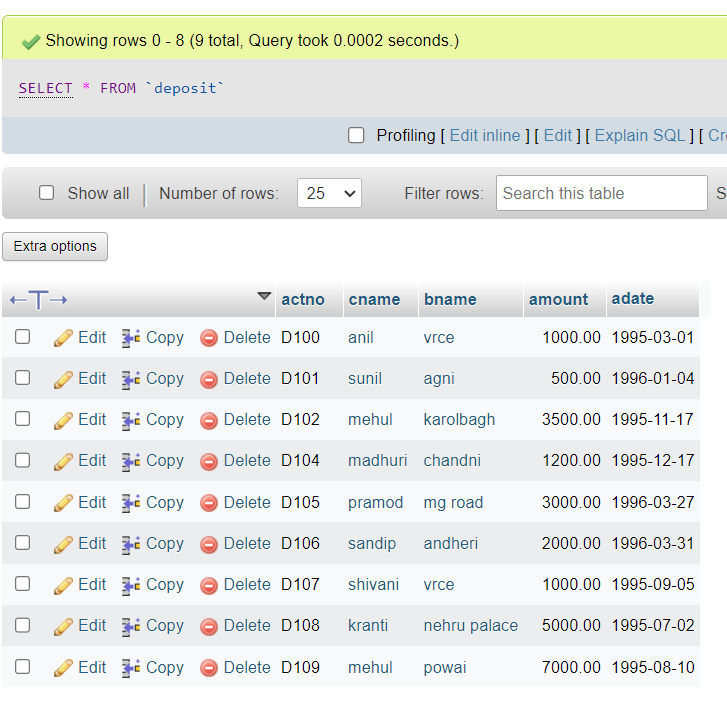 Showing rows 0 - 8 (9 total, Query took 0.0002 seconds.)
SELECT * FROM `deposit`
Profiling [ Edit inline ] [ Edit ] [ Explain SQL ] [ Cr
Show all | Number of rows: 25 Filter rows: Search this table S
Extra options
actno cname bname amount adate
Edit Copy Delete D100 anil vrce 1000.00 1995-03-01
Edit Copy Delete D101 sunil agni 500.00 1996-01-04
Edit Copy Delete D102 mehul karolbagh 3500.00 1995-11-17
Edit Copy Delete D104 madhuri chandni 1200.00 1995-12-17
Edit Copy Delete D105 pramod mg road 3000.00 1996-03-27
Edit Copy Delete D106 sandip andheri 2000.00 1996-03-31
Edit Copy Delete D107 shivani vrce 1000.00 1995-09-05
Edit Copy Delete D108 kranti nehru palace 5000.00 1995-07-02
Edit Copy Delete D109 mehul powai 7000.00 1995-08-10